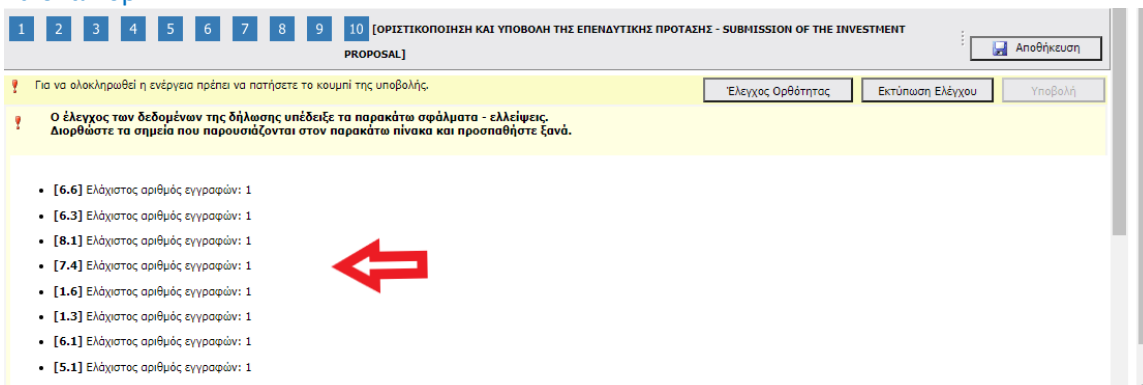 1 2 3 4 5 6 7 8 9 10 [ΟΡΙΣΤΙΚΟΠΟΙΗΣΗ ΚΑΙ ΥΠΟΒΟΛΗ ΤΗΣ ΕΠΕΝΔΥΤΙΚΗΣ ΠΡΟΤΑΣΗΣ - SUBMISSION OF THE INVESTMENT
PROPOSAL]
Αποθήκευση
Για να ολοκληρωθεί η ενέργεια πρέπει να πατήσετε το κουμπί της υποβολής.
Έλεγχος Ορθότητας Εκτύπωση Ελέγχου Υποβολή
Ο έλεγχος των δεδομένων της δήλωσης υπέδειξε τα παρακάτω σφάλματα - ελλείψεις.
Διορθώστε τα σημεία που παρουσιάζονται στον παρακάτω πίνακα και προσπαθήστε ξανά.
• [6.6] Ελάχιστος αριθμός εγγραφών: 1
• [6.3] Ελάχιστος αριθμός εγγραφών: 1
• [8.1] Ελάχιστος αριθμός εγγραφών: 1
• [7.4] Ελάχιστος αριθμός εγγραφών: 1
• [1.6] Ελάχιστος αριθμός εγγραφών: 1
• [1.3] Ελάχιστος αριθμός εγγραφών: 1
• [6.1] Ελάχιστος αριθμός εγγραφών: 1
• [5.1] Ελάχιστος αριθμός εγγραφών: 1